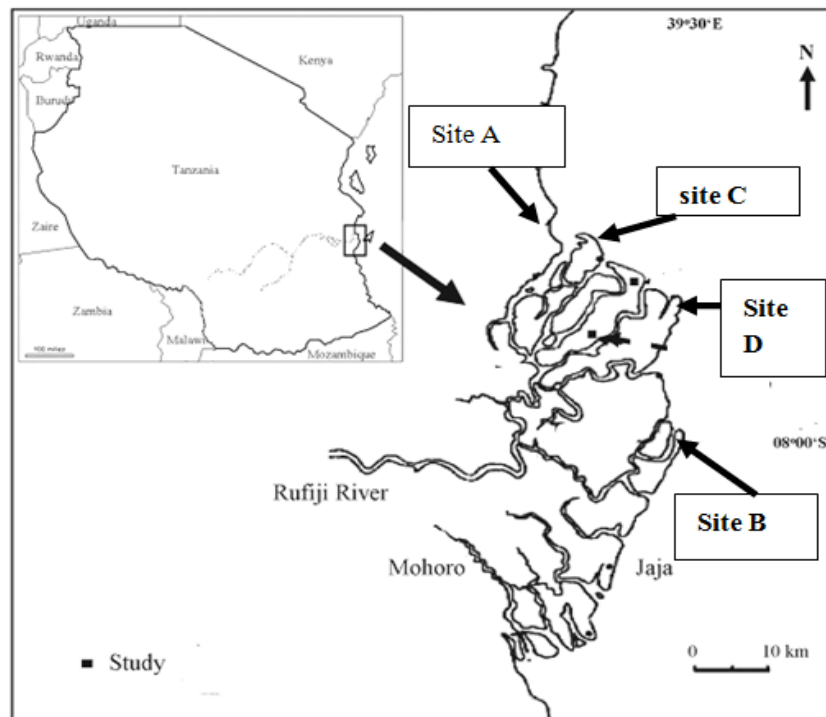 Uganda
39°30'E
Rwanda
Kenya
N
Burudi
Site A
Tanzania
site C
Zaire
Site
D
Zambia
Malawi
Mozambique
08°00'S
Rufiji River
Site B
Mohoro
Jaja
Study
0 10 km